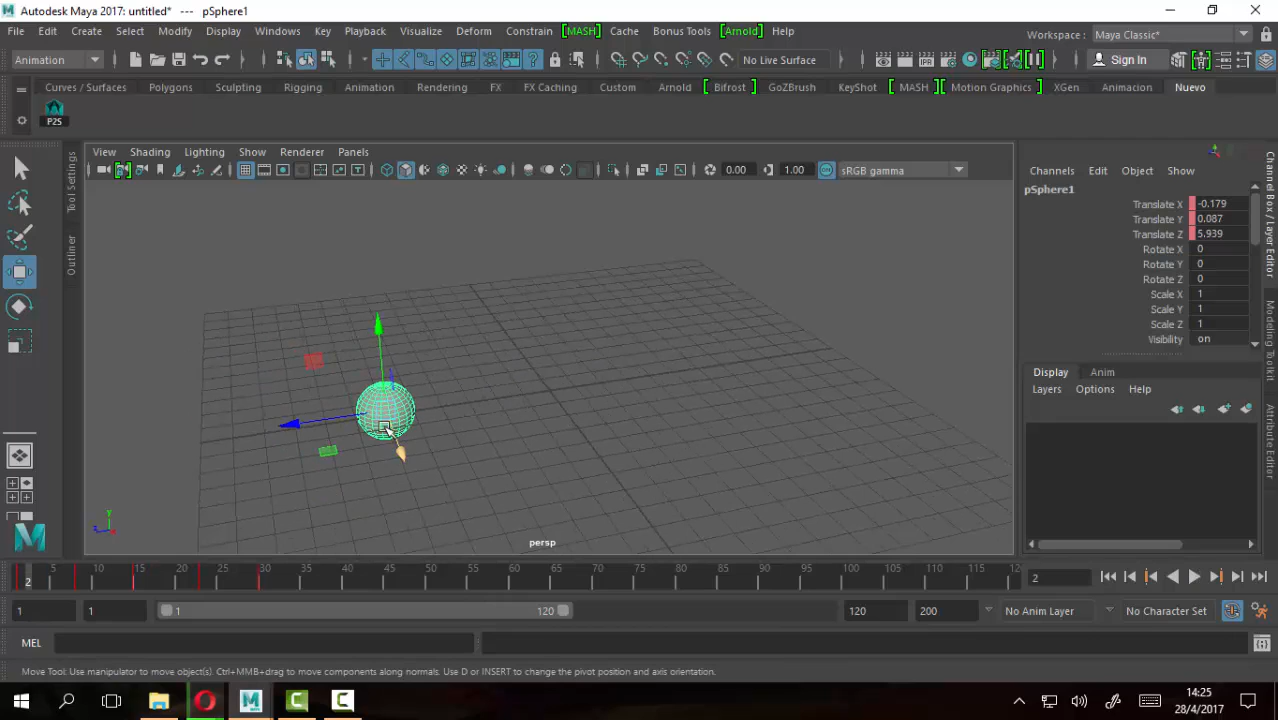 Autodesk Maya 2017: untitled*   ---   pSphere1
File Edit Create Select Modify Display Windows Key Playback Visualize Deform Constrain [MASH] Cache Bonus Tools [Arnold] Help
Workspace : Maya Classic*
Animation
No Live Surface
Sign In
Curves / Surfaces Polygons Sculpting Rigging Animation Rendering FX FX Caching Custom Arnold [Bifrost] GoZBrush KeyShot [MASH] [Motion Graphics] XGen Animacion Nuevo
P2S
View Shading Lighting Show Renderer Panels
0.00 1.00 sRGB gamma
Tool Settings
Outliner
Channels Edit Object Show
pSphere1
Translate X -0.179
Translate Y 0.087
Translate Z 5.939
Rotate X 0
Rotate Y 0
Rotate Z 0
Scale X 1
Scale Y 1
Scale Z 1
Visibility on
Display Anim
Layers Options Help
Channel Box / Layer Editor
Modeling Toolkit
Attribute Editor
persp
y
z x
2 5 10 15 20 25 30 35 40 45 50 55 60 65 70 75 80 85 90 95 100 105 110 115 12
2
1 1 1 120 120 200 No Anim Layer No Character Set
MEL
Move Tool: Use manipulator to move object(s). Ctrl+MMB+drag to move components along normals. Use D or INSERT to change the pivot position and axis orientation.
14:25
28/4/2017